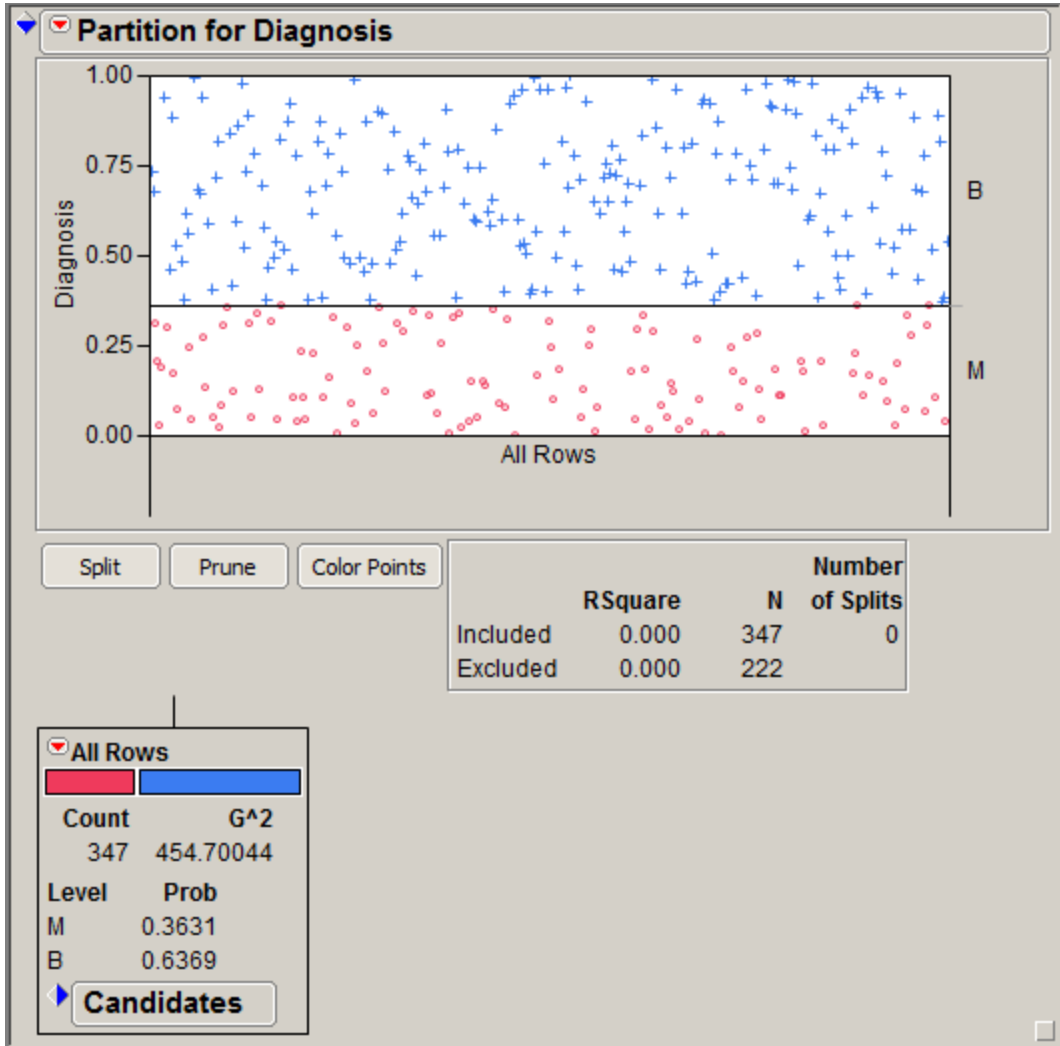 Partition for Diagnosis
1.00
0.75
0.50
0.25
0.00
Diagnosis
B
M
All Rows
Split Prune Color Points
Number
RSquare N of Splits
Included 0.000 347 0
Excluded 0.000 222
All Rows
Count G^2
347 454.70044
Level Prob
M 0.3631
B 0.6369
Candidates